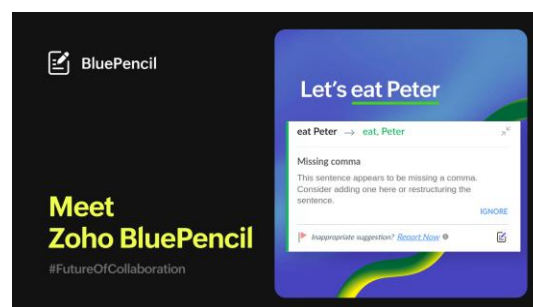 BluePencil
Meet
Zoho BluePencil
#FutureOfCollaboration
Let's eat Peter
eat Peter → eat, Peter
Missing comma
This sentence appears to be missing a comma.
Consider adding one here or restructuring the
sentence.
IGNORE
Inappropriate suggestion? Report Now